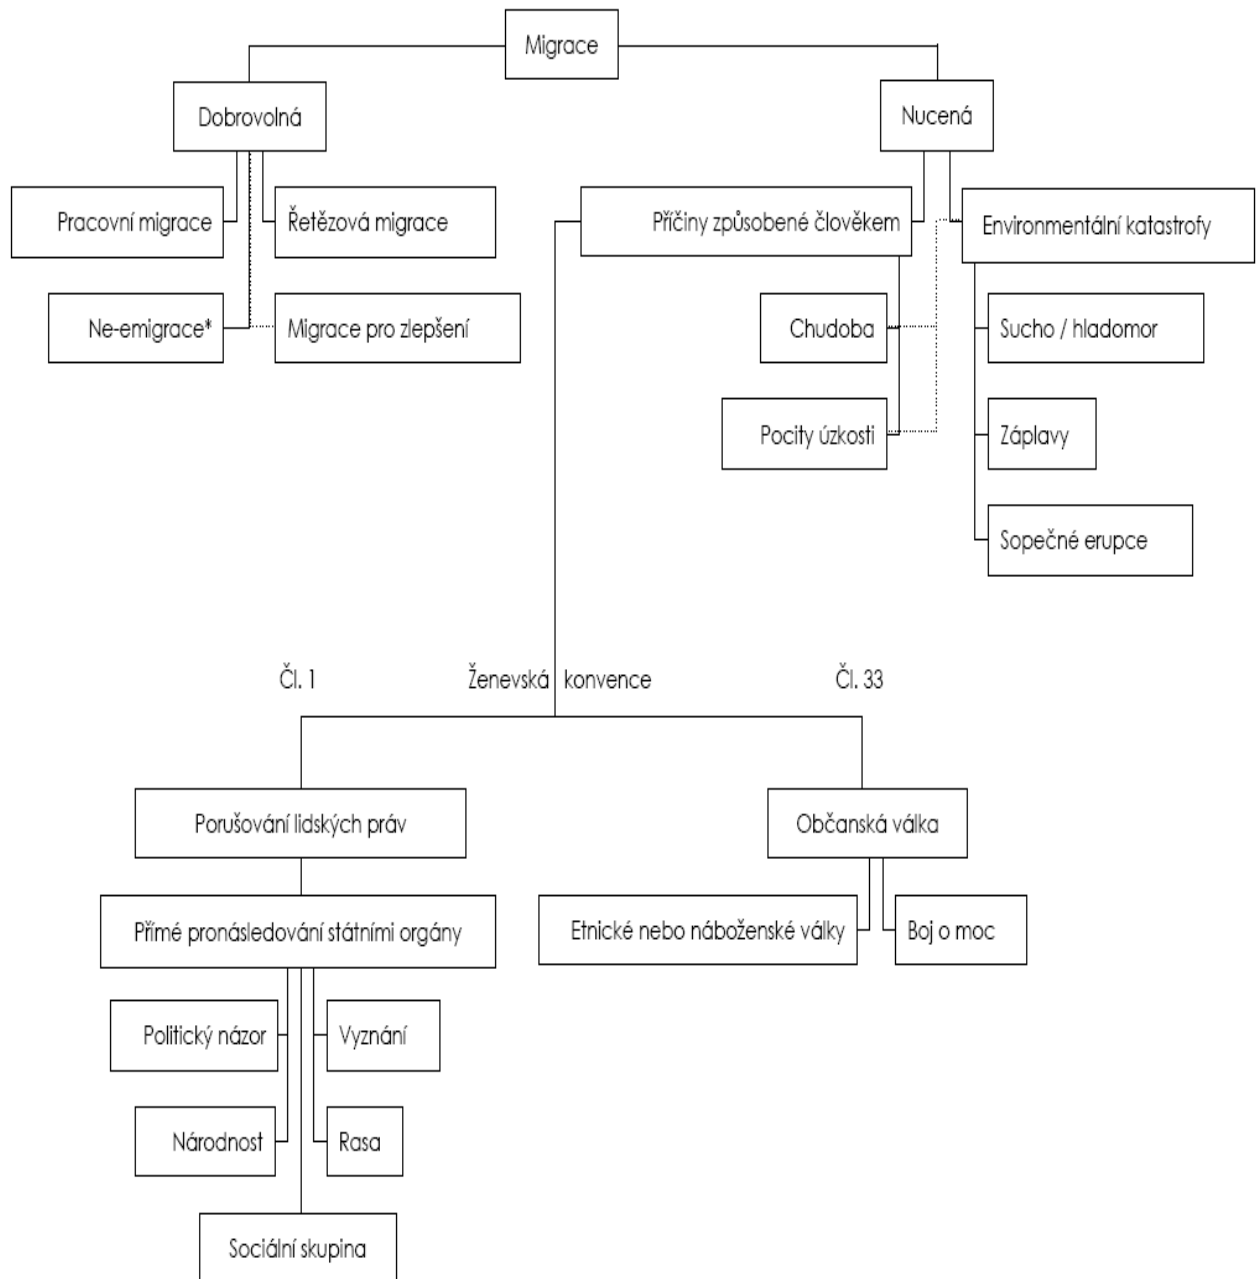 Migrace
Dobrovolná
Nucená
Pracovní migrace
Řetězová migrace
Příčiny způsobené člověkem
Environmentální katastrofy
Ne-emigrace*
Migrace pro zlepšení
Chudoba
Sucho / hladomor
Pocity úzkosti
Záplavy
Sopečné erupce
Čl. 1
Ženevská konvence
Čl. 33
Porušování lidských práv
Občanská válka
Přímé pronásledování státními orgány
Etnické nebo náboženské války
Boj o moc
Politický názor
Vyznání
Národnost
Rasa
Sociální skupina